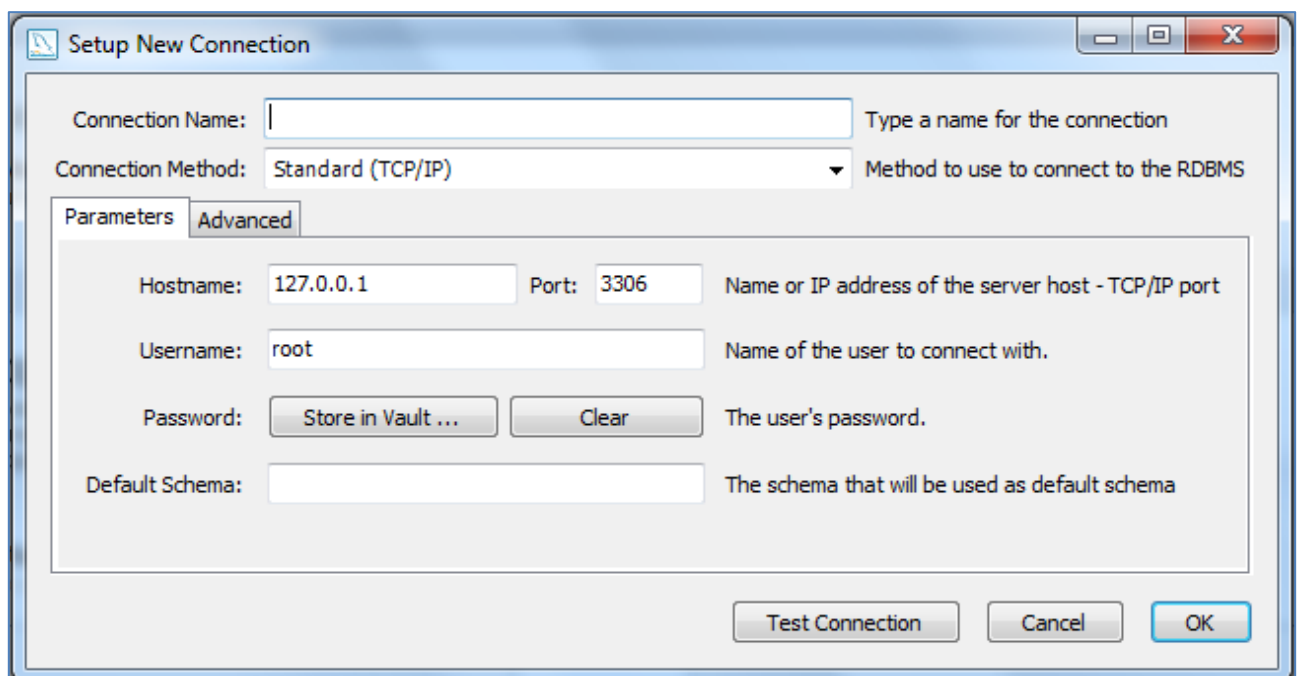 Setup New Connection
Connection Name: Type a name for the connection
Connection Method: Standard (TCP/IP) Method to use to connect to the RDBMS
Parameters Advanced
Hostname: 127.0.0.1 Port: 3306 Name or IP address of the server host - TCP/IP port
Username: root Name of the user to connect with.
Password: Store in Vault ... Clear The user's password.
Default Schema: The schema that will be used as default schema
Test Connection Cancel OK